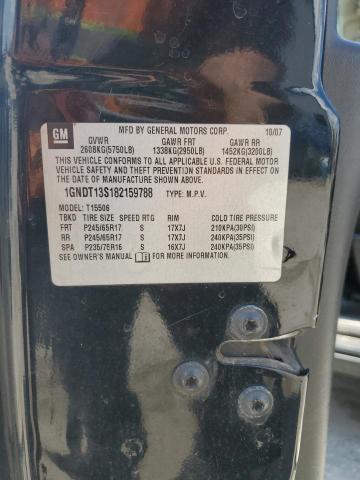 GM
MFD BY GENERAL MOTORS CORP. 10/07
GVWR GAWR FRT GAWR RR
2608KG(5750LB) 1338KG(2950LB) 1452KG(3200LB)
THIS VEHICLE CONFORMS TO ALL APPLICABLE U.S. FEDERAL MOTOR
VEHICLE SAFETY AND THEFT PREVENTION STANDARDS IN EFFECT ON THE
DATE OF MANUFACTURE SHOWN ABOVE.
1GNDT13S182159788 TYPE: M.P.V.
MODEL: T15506
TBKD TIRE SIZE SPEED RTG RIM COLD TIRE PRESSURE
FRT P245/65R17 S 17X7J 210KPA(30PSI)
RR P245/65R17 S 17X7J 240KPA(35PSI)
SPA P235/75R16 S 16X7J 240KPA(35PSI)
SEE OWNER'S MANUAL FOR MORE INFORMATION.